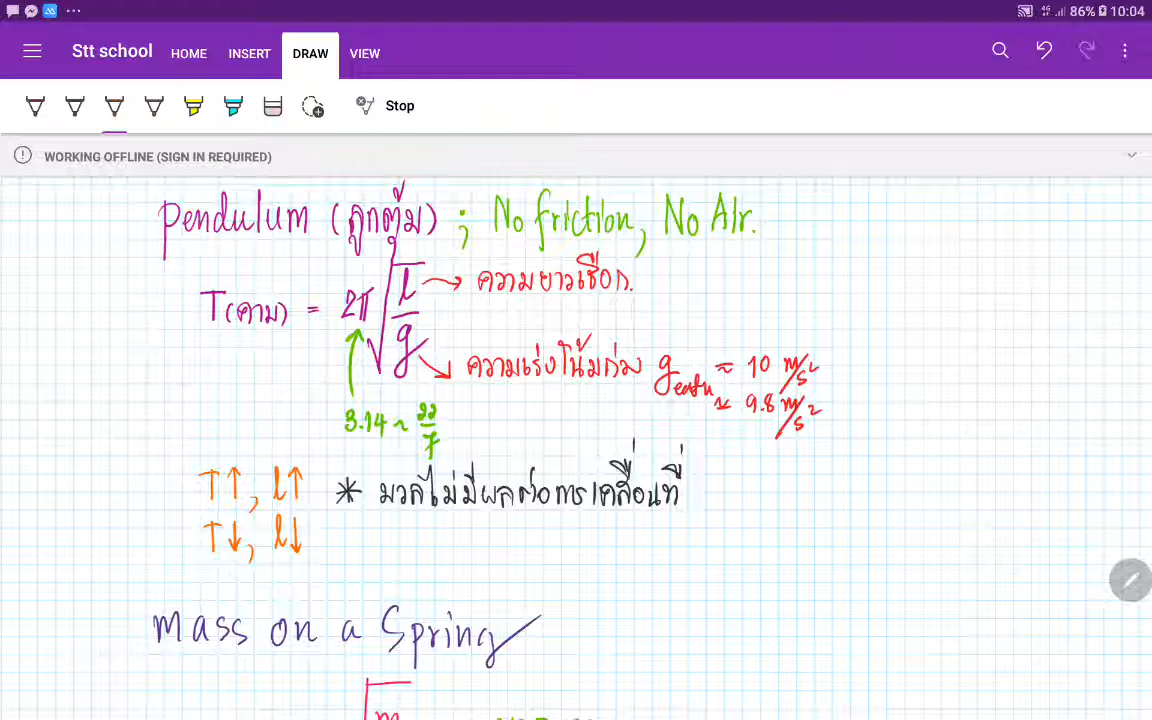 86% 10:04
Stt school HOME INSERT DRAW VIEW
Stop
WORKING OFFLINE (SIGN IN REQUIRED)
Pendulum (ลูกตุ้ม) ; No friction, No Air.
T(คาบ) = 2π√l/g → ความยาวเชือก.
→ ความเร่งโน้มถ่วง g earth ≈ 10 m/s²
≈ 9.8 m/s²
3.14 ~ 22/7
T↑, l↑ * มวลไม่มีผลต่อการเคลื่อนที่
T↓, l↓
Mass on a Spring
m